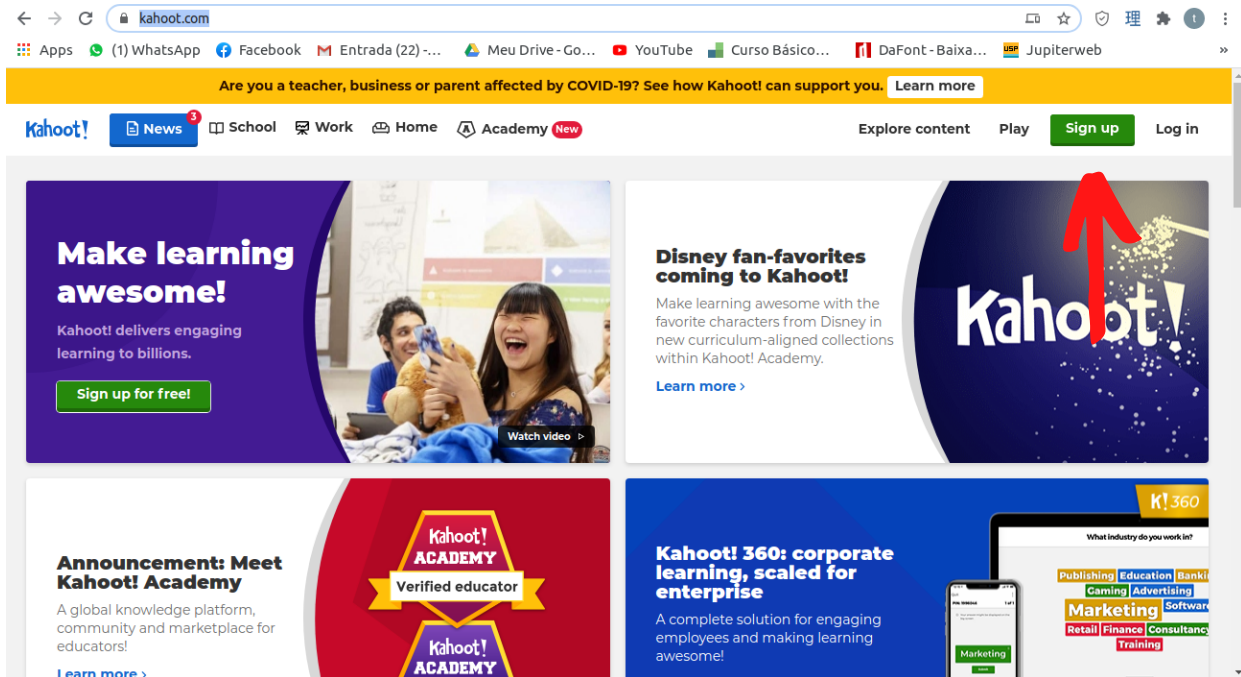 kahoot.com
Apps (1) WhatsApp Facebook Entrada (22) -... Meu Drive - Go... YouTube Curso Básico... DaFont - Baixa... Jupiterweb »
Are you a teacher, business or parent affected by COVID-19? See how Kahoot! can support you. Learn more
Kahoot! News 3 School Work Home Academy New Explore content Play Sign up Log in
Make learning
awesome!
Kahoot! delivers engaging
learning to billions.
Sign up for free!
Watch video
Disney fan-favorites
coming to Kahoot!
Make learning awesome with the
favorite characters from Disney in
new curriculum-aligned collections
within Kahoot! Academy.
Learn more ›
Kahoot!
Announcement: Meet
Kahoot! Academy
A global knowledge platform,
community and marketplace for
educators!
Learn more ›
Kahoot!
ACADEMY
Verified educator
Kahoot!
ACADEMY
Kahoot! 360: corporate
learning, scaled for
enterprise
A complete solution for engaging
employees and making learning
awesome!
K! 360
What industry do you work in?
Publishing Education Banki
Gaming Advertising
Marketing Software
Retail Finance Consultancy
Training
Marketing